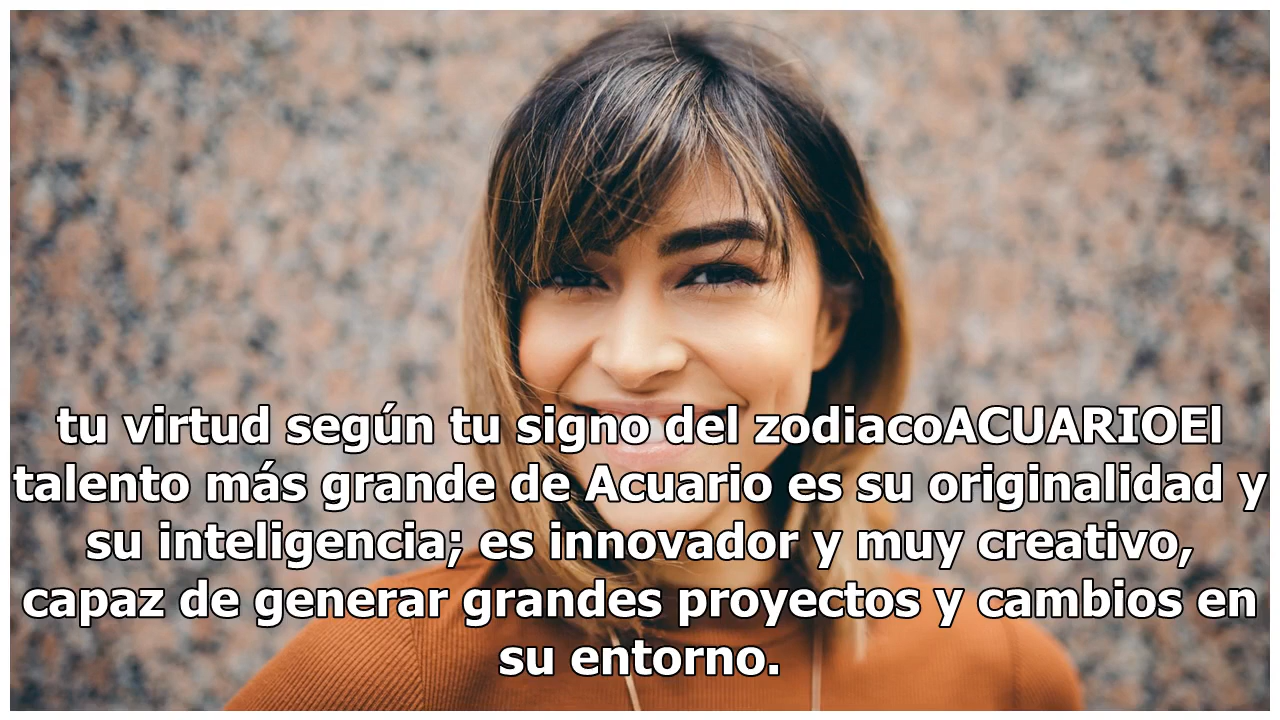 tu virtud según tu signo del zodiacoACUARIOEl
talento más grande de Acuario es su originalidad y
su inteligencia; es innovador y muy creativo,
capaz de generar grandes proyectos y cambios en
su entorno.